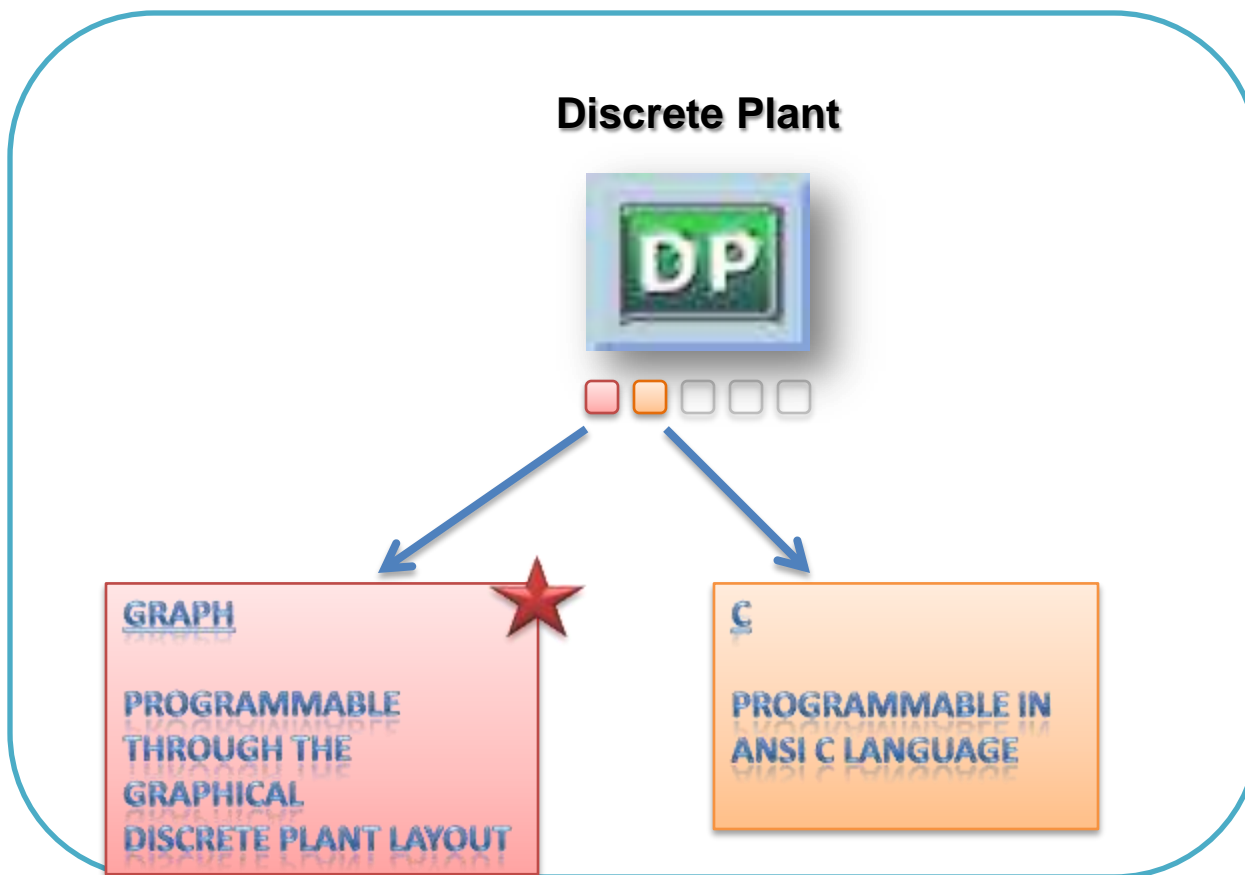 Discrete Plant
DP
GRAPH
PROGRAMMABLE
THROUGH THE
GRAPHICAL
DISCRETE PLANT LAYOUT
C
PROGRAMMABLE IN
ANSI C LANGUAGE